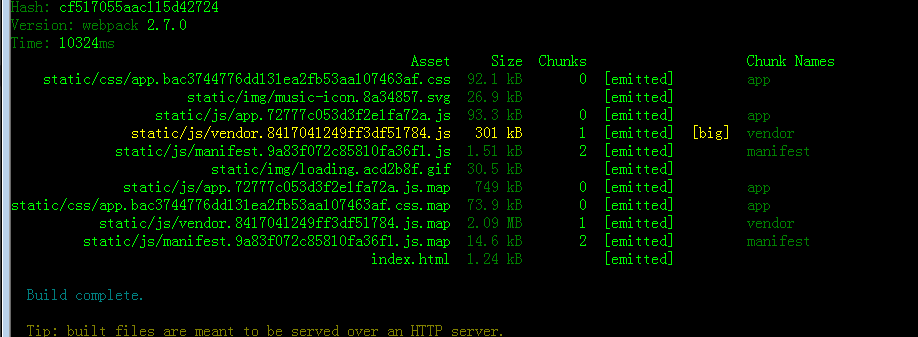 Hash: cf517055aac115d42724
Version: webpack 2.7.0
Time: 10324ms
Asset Size Chunks Chunk Names
static/css/app.bac3744776dd131ea2fb53aa107463af.css 92.1 kB 0 [emitted] app
static/img/music-icon.8a34857.svg 26.9 kB [emitted]
static/js/app.72777c053d3f2e1fa72a.js 93.3 kB 0 [emitted] app
static/js/vendor.8417041249ff3df51784.js 301 kB 1 [emitted] [big] vendor
static/js/manifest.9a83f072c85810fa36f1.js 1.51 kB 2 [emitted] manifest
static/img/loading.acd2b8f.gif 30.5 kB [emitted]
static/js/app.72777c053d3f2e1fa72a.js.map 749 kB 0 [emitted] app
static/css/app.bac3744776dd131ea2fb53aa107463af.css.map 73.9 kB 0 [emitted] app
static/js/vendor.8417041249ff3df51784.js.map 2.09 MB 1 [emitted] vendor
static/js/manifest.9a83f072c85810fa36f1.js.map 14.6 kB 2 [emitted] manifest
index.html 1.24 kB [emitted]
Build complete.
Tip: built files are meant to be served over an HTTP server.